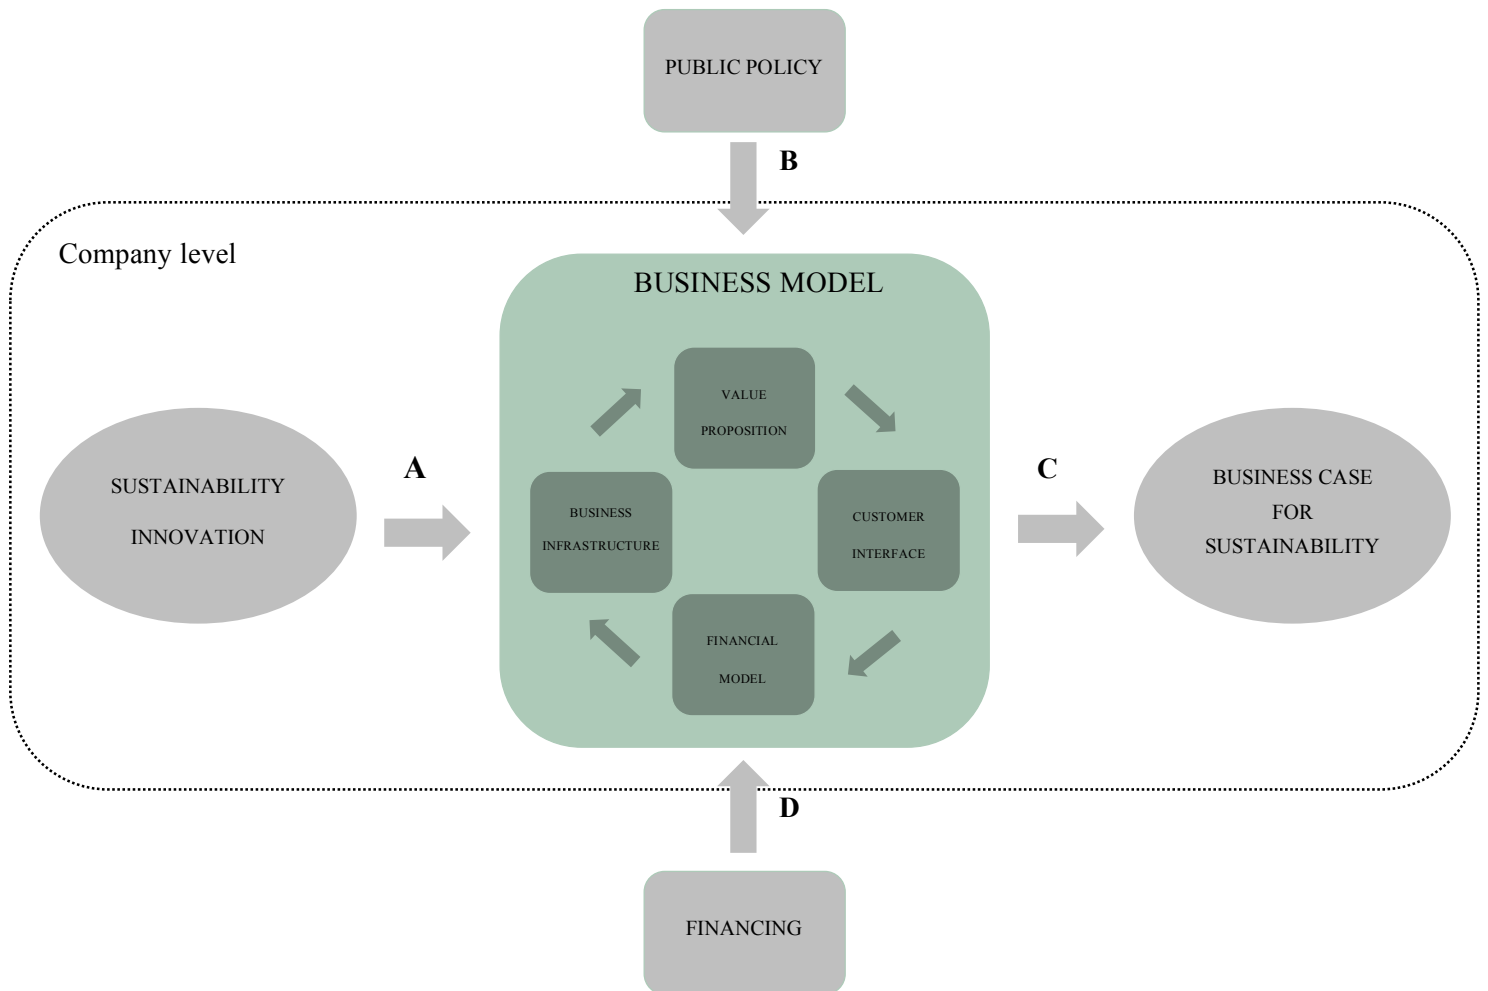 PUBLIC POLICY
B
Company level
BUSINESS MODEL
VALUE
PROPOSITION
A
SUSTAINABILITY
INNOVATION
BUSINESS
INFRASTRUCTURE
CUSTOMER
INTERFACE
C
BUSINESS CASE
FOR
SUSTAINABILITY
FINANCIAL
MODEL
D
FINANCING